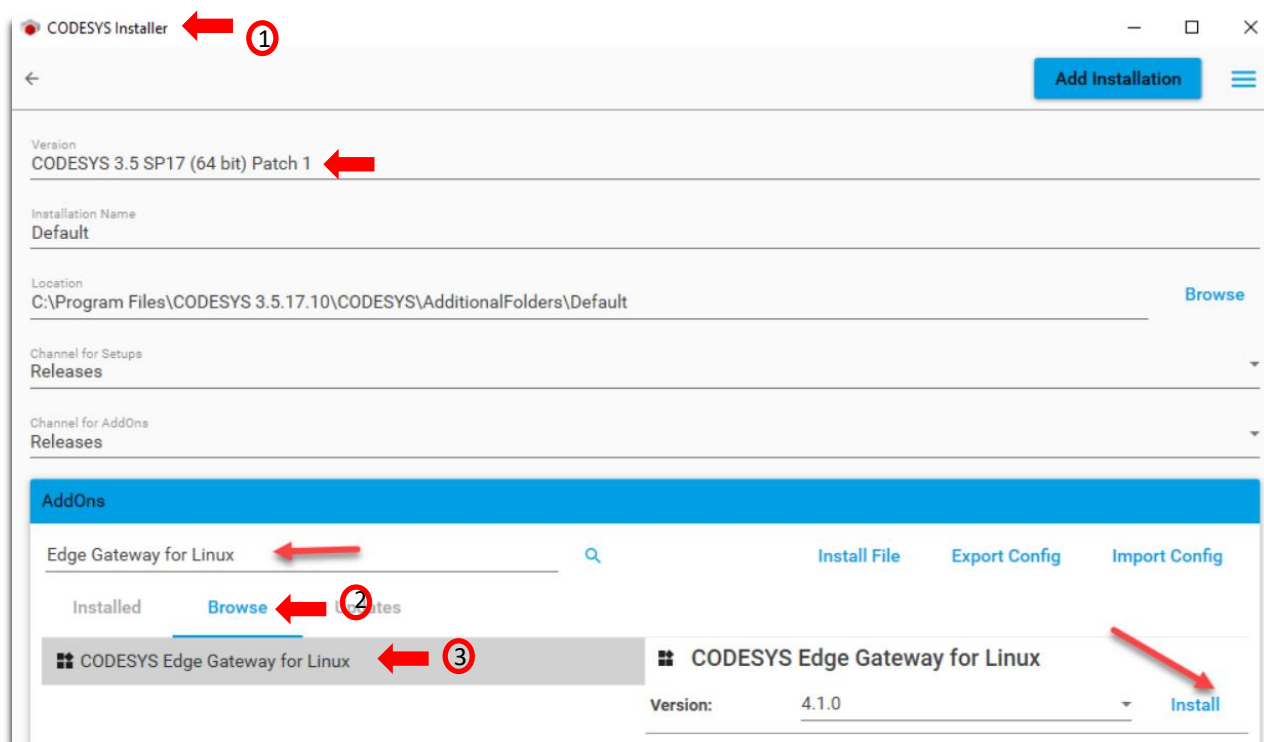 CODESYS Installer
1
Add Installation
Version
CODESYS 3.5 SP17 (64 bit) Patch 1
Installation Name
Default
Location
C:\Program Files\CODESYS 3.5.17.10\CODESYS\AdditionalFolders\Default
Browse
Channel for Setups
Releases
Channel for AddOns
Releases
AddOns
Edge Gateway for Linux
Install File Export Config Import Config
Installed Browse 2 Updates
CODESYS Edge Gateway for Linux 3
CODESYS Edge Gateway for Linux
Version: 4.1.0 Install